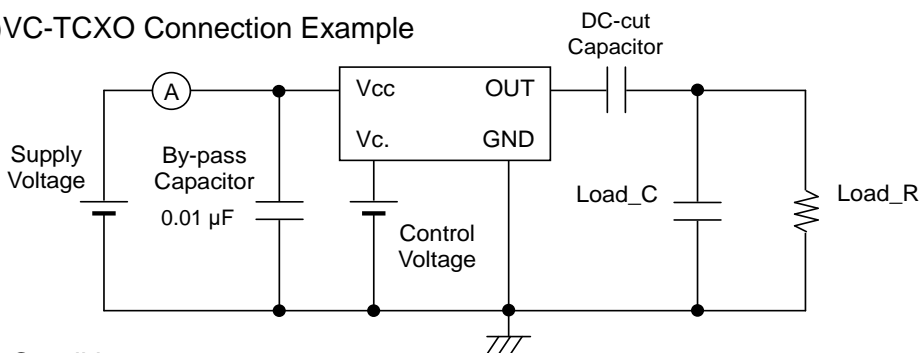 VC-TCXO Connection Example
DC-cut
Capacitor
A
Vcc
OUT
Vc.
GND
Supply
Voltage
By-pass
Capacitor
0.01 µF
Control
Voltage
Load_C
Load_R